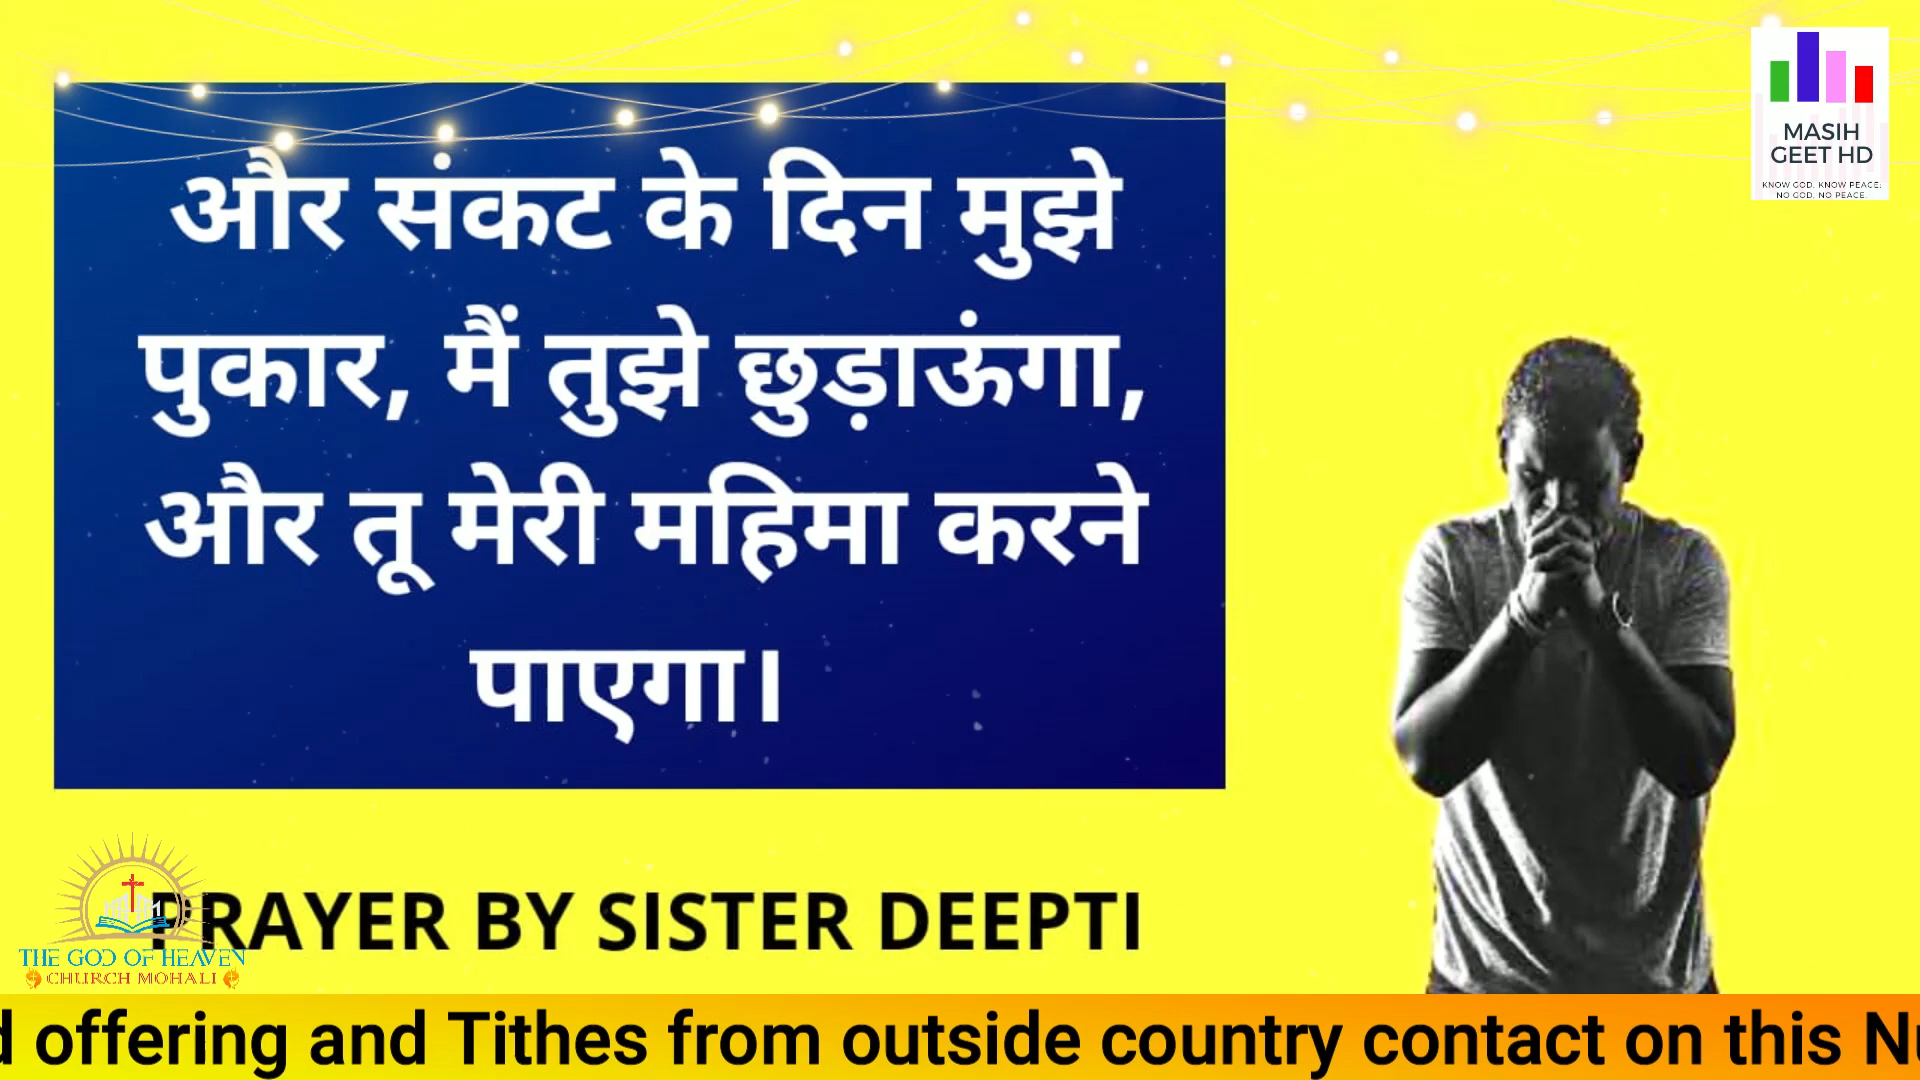 और संकट के दिन मुझे
पुकार, मैं तुझे छुड़ाऊंगा,
और तू मेरी महिमा करने
पाएगा।
MASIH
GEET HD
KNOW GOD, KNOW PEACE;
NO GOD, NO PEACE.
PRAYER BY SISTER DEEPTI
THE GOD OF HEAVEN
CHURCH MOHALI
offering and Tithes from outside country contact on this